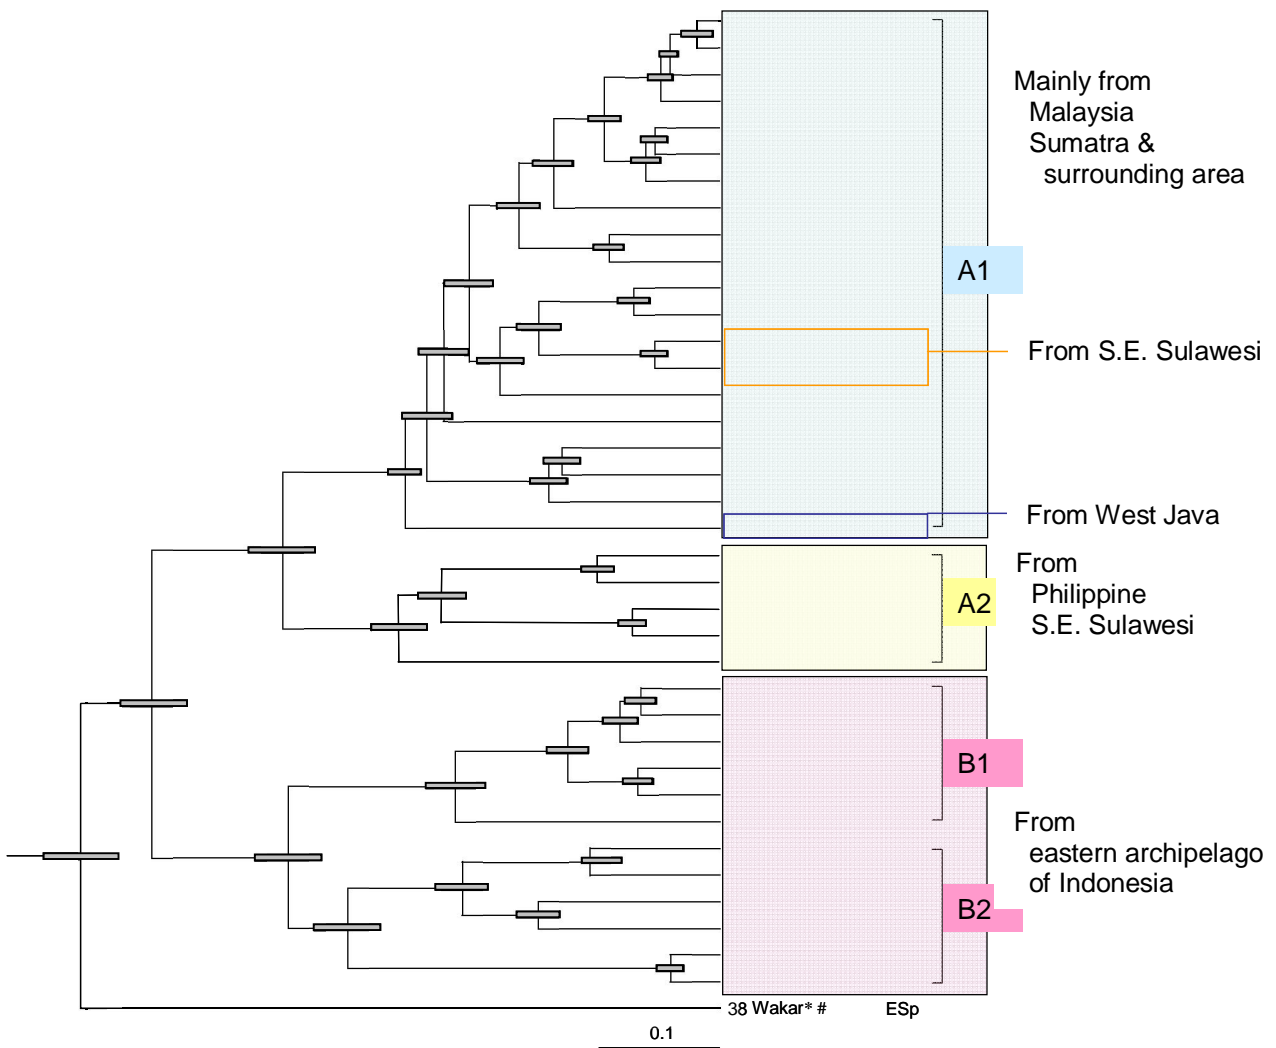 Mainly from
Malaysia
Sumatra &
surrounding area
A1
From S.E. Sulawesi
From West Java
From
Philippine
S.E. Sulawesi
A2
B1
From
eastern archipelago
of Indonesia
B2
38 Wakar* # ESp
0.1